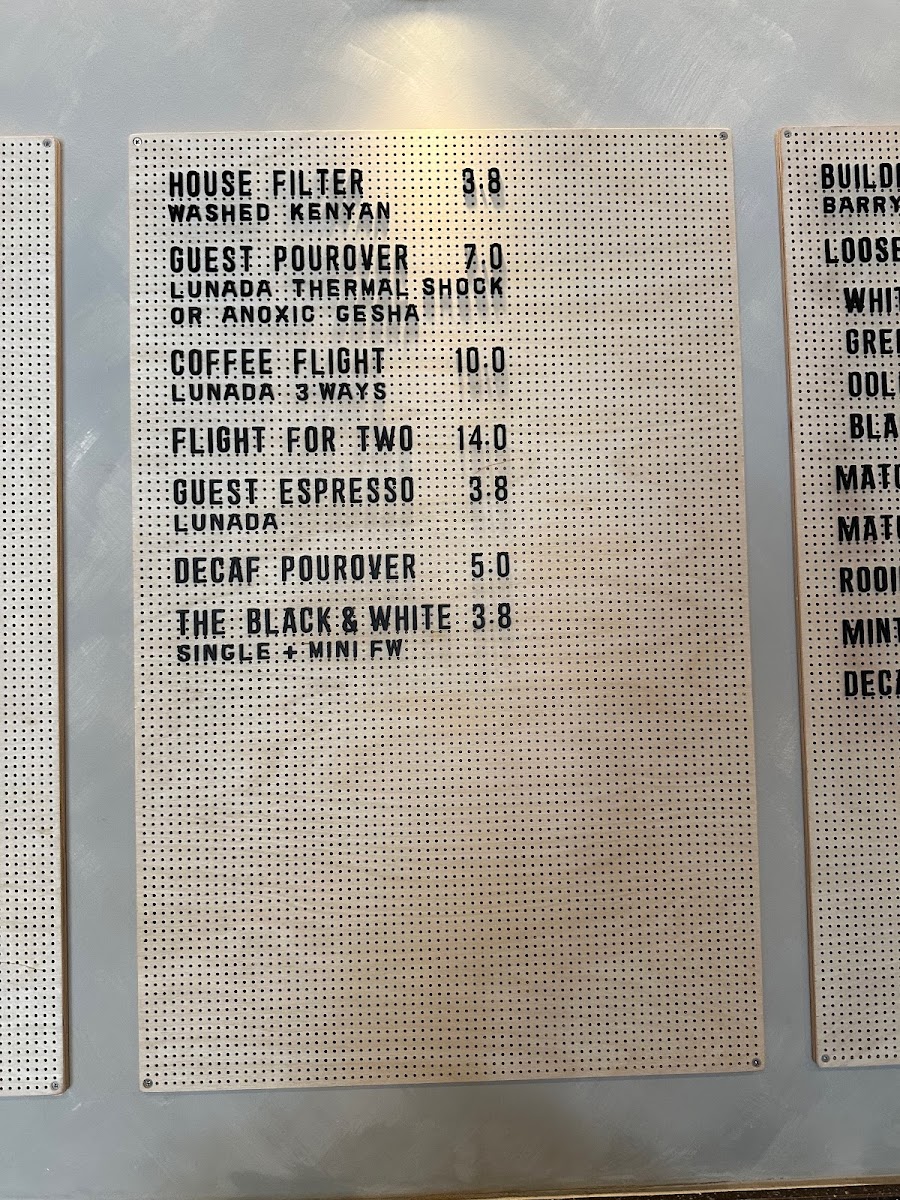 HOUSE FILTER 3.8
WASHED KENYAN
GUEST POUROVER 7.0
LUNADA THERMAL SHOCK
OR ANOXIC GESHA
COFFEE FLIGHT 10.0
LUNADA 3 WAYS
FLIGHT FOR TWO 14.0
GUEST ESPRESSO 3.8
LUNADA
DECAF POUROVER 5.0
THE BLACK & WHITE 3.8
SINGLE + MINI FW
BARRY
LOOSE